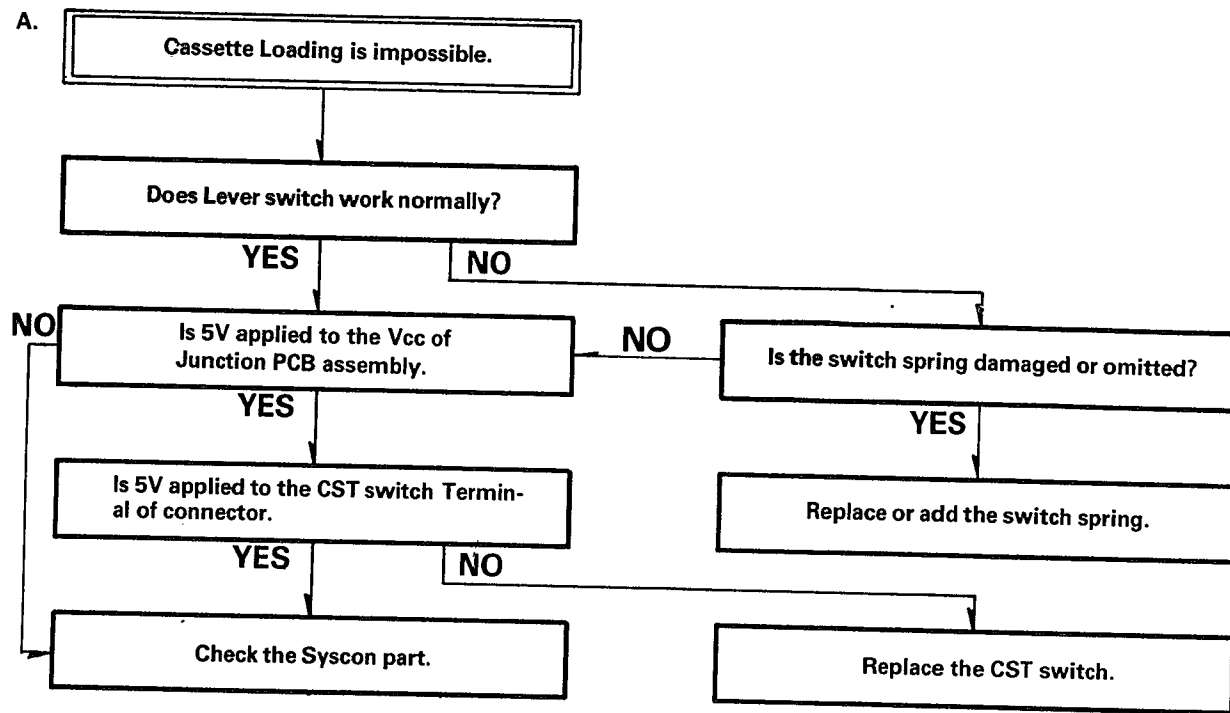 A.
Cassette Loading is impossible.
Does Lever switch work normally?
YES
NO
NO
Is 5V applied to the Vcc of
Junction PCB assembly.
NO
Is the switch spring damaged or omitted?
YES
YES
Is 5V applied to the CST switch Termin-
al of connector.
Replace or add the switch spring.
YES
NO
Check the Syscon part.
Replace the CST switch.